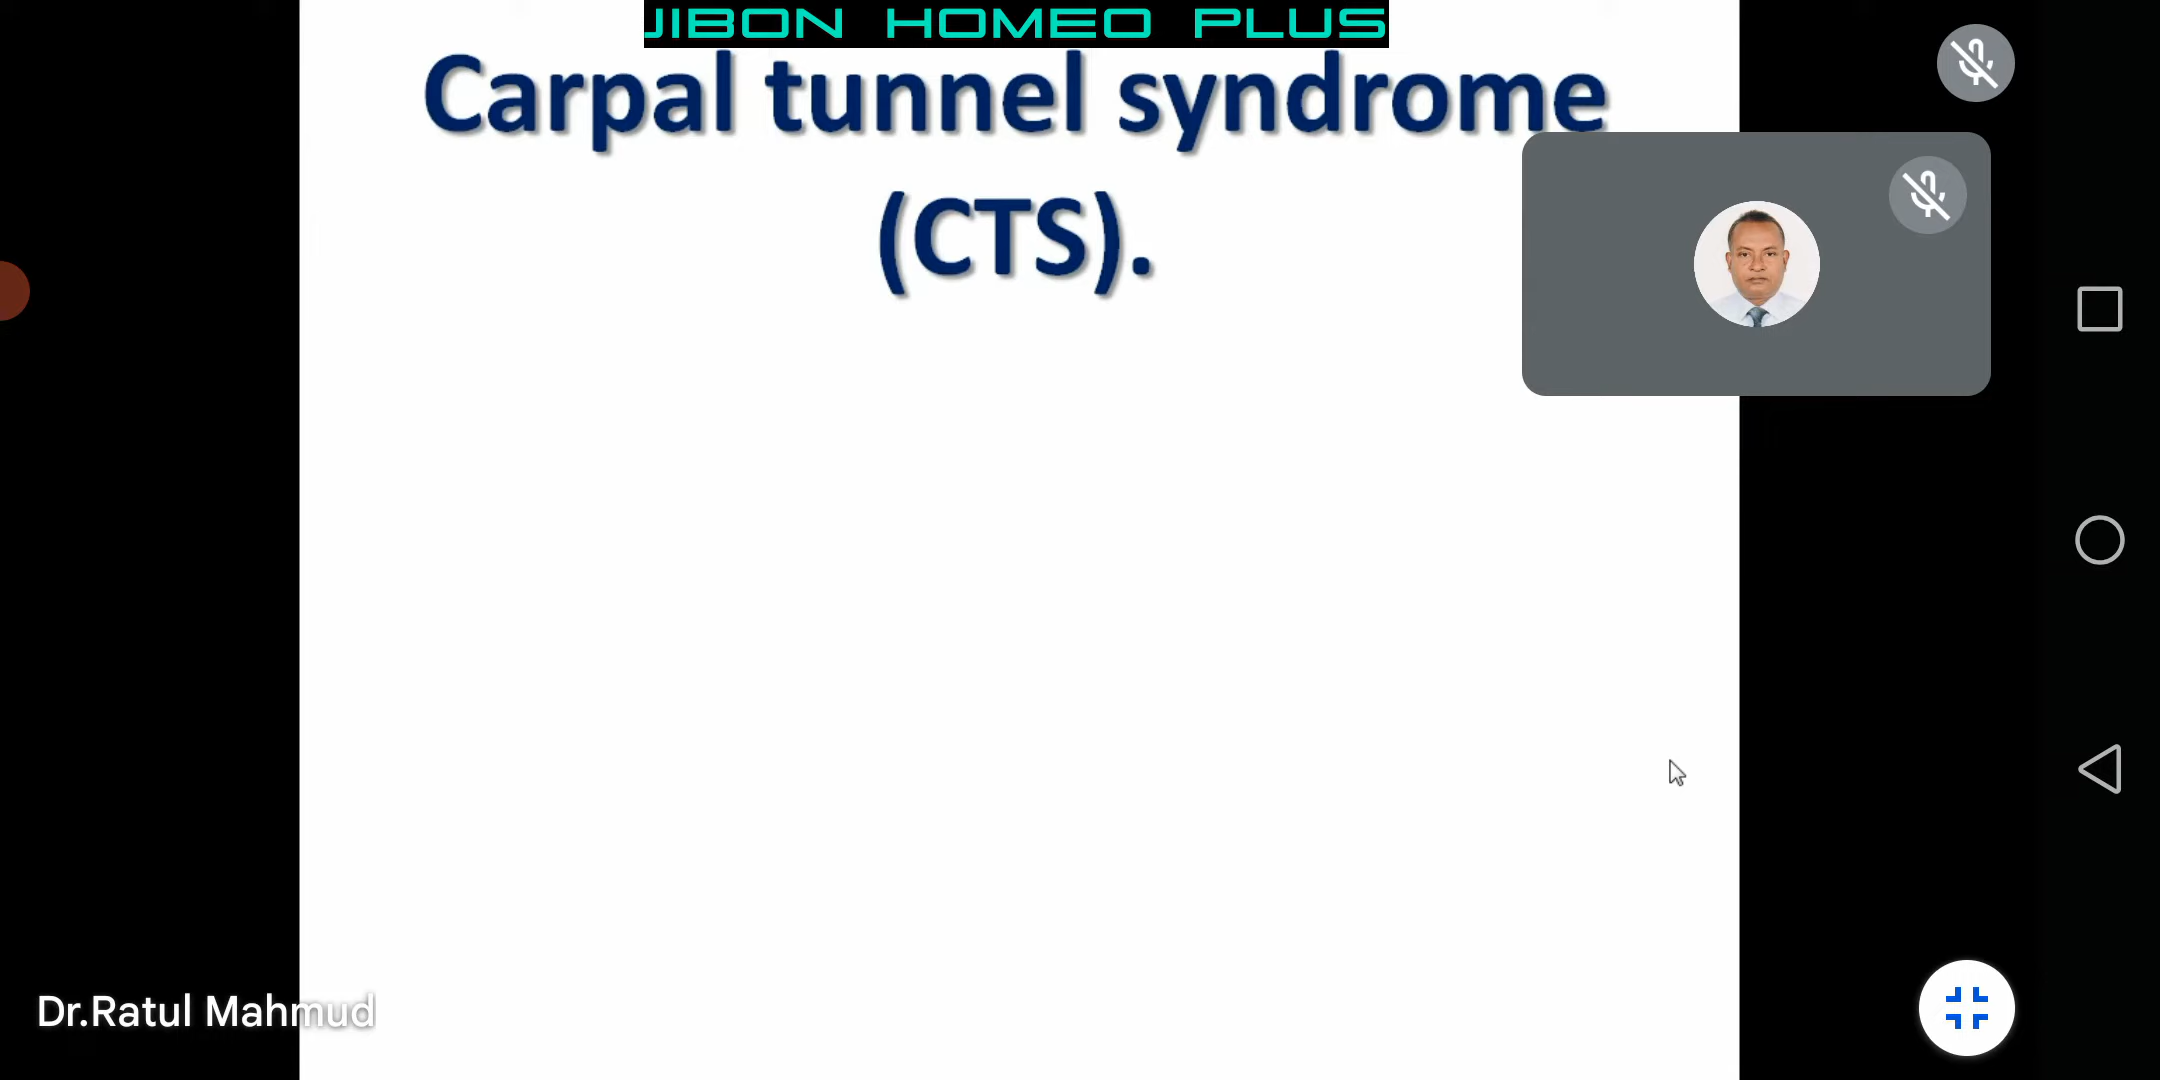 JIBON HOMEO PLUS
Carpal tunnel syndrome
(CTS).
Dr.Ratul Mahmud